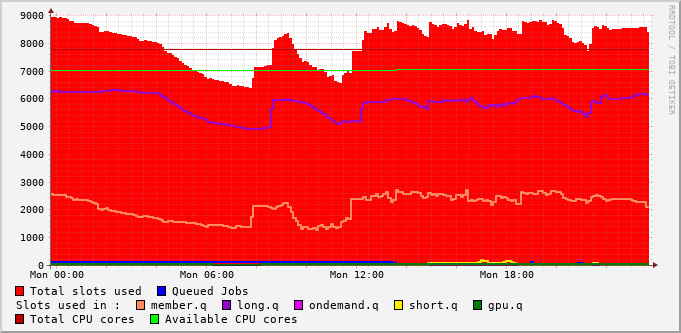 9000
8000
7000
6000
5000
4000
3000
2000
1000
0
Mon 00:00 Mon 06:00 Mon 12:00 Mon 18:00
RRDTOOL / TOBI OETIKER
Total slots used Queued Jobs
Slots used in : member.q long.q ondemand.q short.q gpu.q
Total CPU cores Available CPU cores